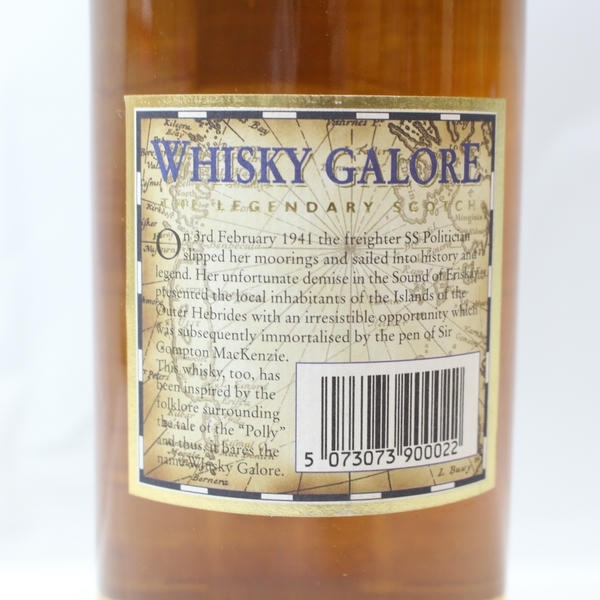 WHISKY GALORE
THE LEGENDARY SCOTCH
On 3rd February 1941 the freighter SS Politician
slipped her moorings and sailed into history and
legend. Her unfortunate demise in the Sound of Eriskay
presented the local inhabitants of the Islands of the
Outer Hebrides with an irresistible opportunity which
was subsequently immortalised by the pen of Sir
Compton MacKenzie.
This whisky, too, has
been inspired by the
folklore surrounding
the tale of the "Polly"
and thus it bares the
name Whisky Galore.
5 073073 900022
Bernera